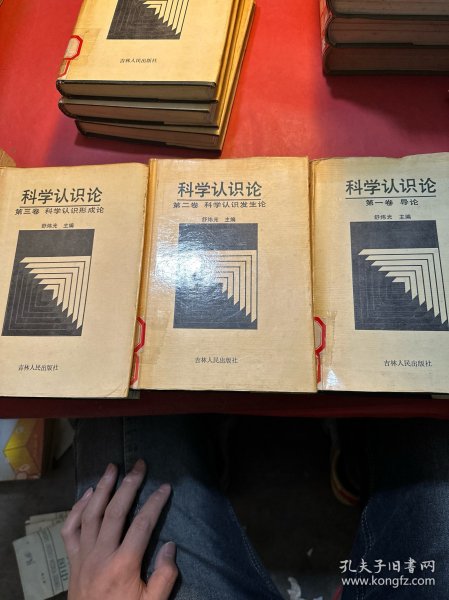 吉林人民出版社
科学认识论
第三卷 科学认识形成论
舒炜光 主编
吉林人民出版社
科学认识论
第二卷 科学认识发生论
舒炜光 主编
吉林人民出版社
科学认识论
第一卷 导论
舒炜光 主编
吉林人民出版社
孔夫子旧书网
www.kongfz.com